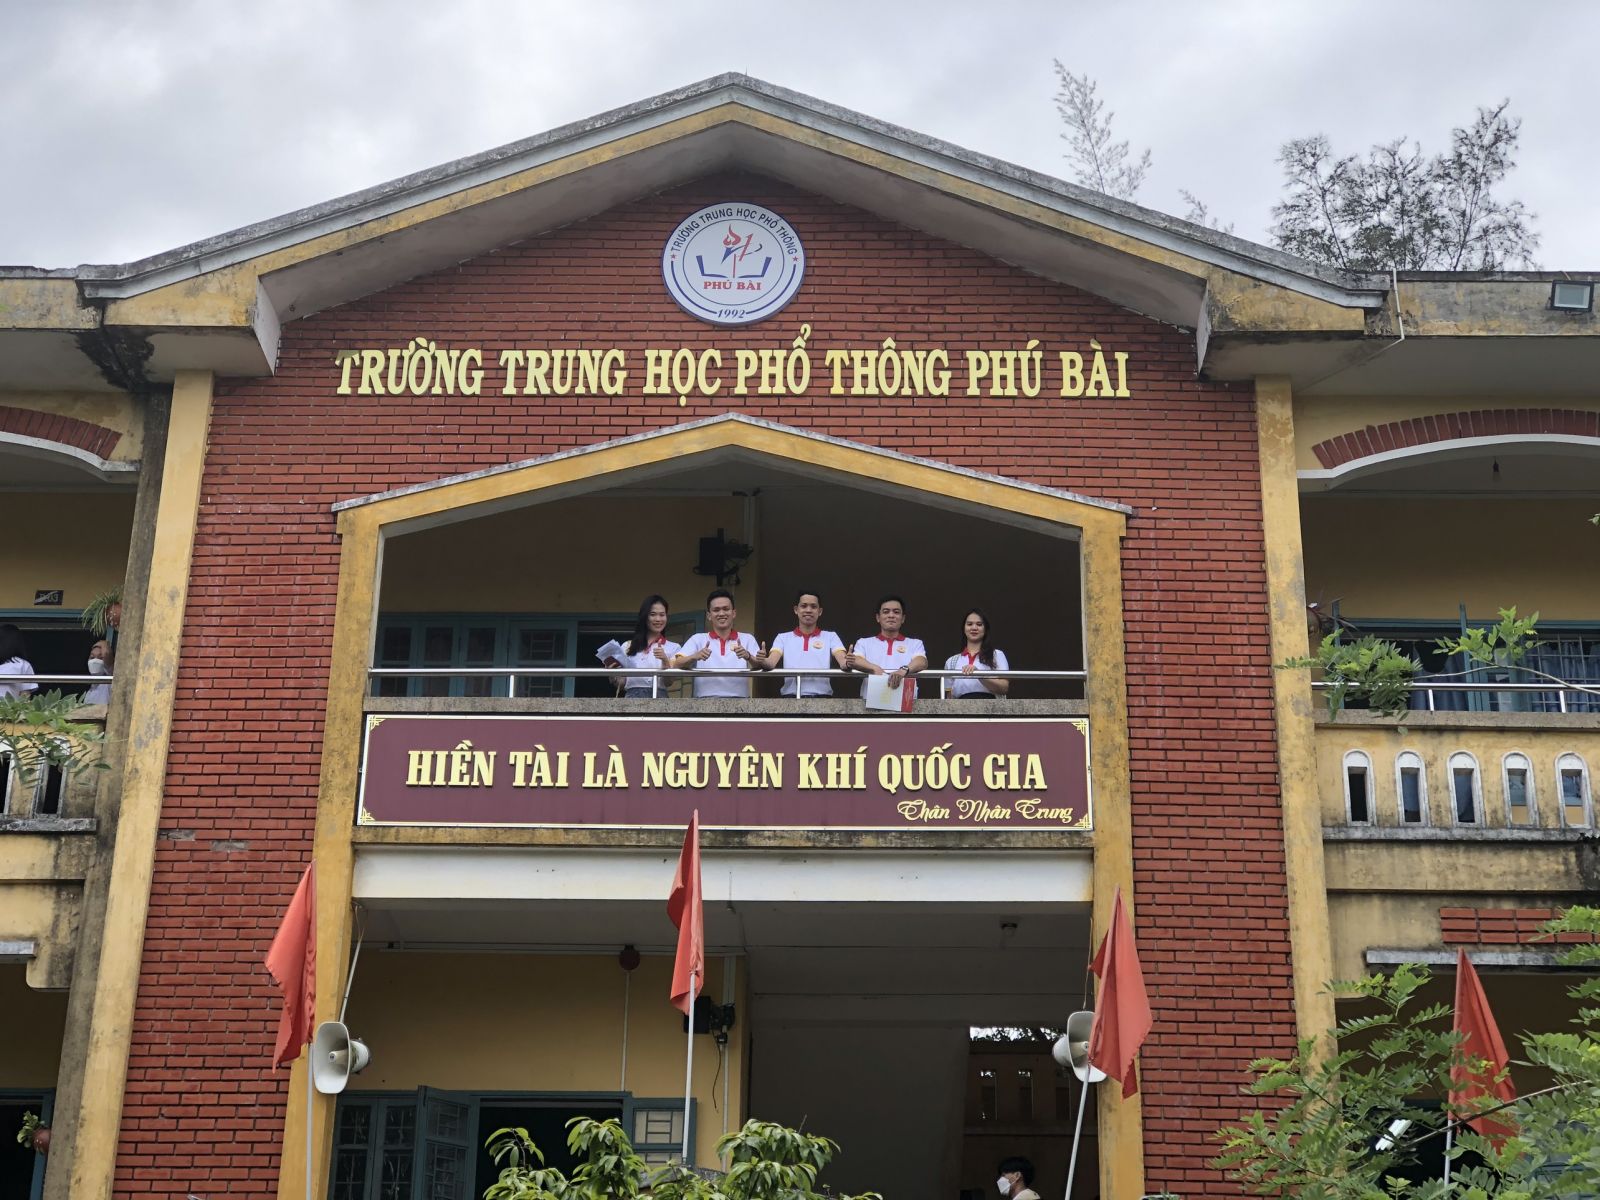 TRƯỜNG TRUNG HỌC PHỔ THÔNG
PHÚ BÀI
1992
TRƯỜNG TRUNG HỌC PHỔ THÔNG PHÚ BÀI
HIỀN TÀI LÀ NGUYÊN KHÍ QUỐC GIA
Thân Nhân Trung